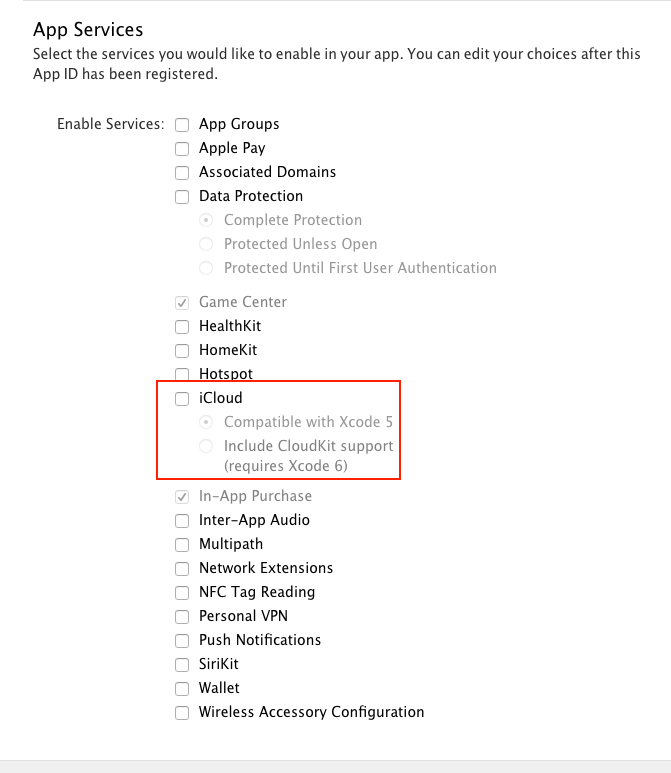 App Services
Select the services you would like to enable in your app. You can edit your choices after this
App ID has been registered.
Enable Services:
App Groups
Apple Pay
Associated Domains
Data Protection
Complete Protection
Protected Unless Open
Protected Until First User Authentication
Game Center
HealthKit
HomeKit
Hotspot
iCloud
Compatible with Xcode 5
Include CloudKit support
(requires Xcode 6)
In-App Purchase
Inter-App Audio
Multipath
Network Extensions
NFC Tag Reading
Personal VPN
Push Notifications
SiriKit
Wallet
Wireless Accessory Configuration